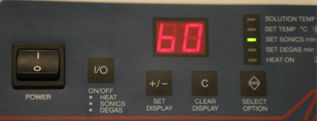 60
SOLUTION TEMP
SET TEMP °C
SET SONICS min
SET DEGAS min
HEAT ON
I
O
I/O
+/−
C
POWER
ON/OFF
• HEAT
• SONICS
• DEGAS
SET
DISPLAY
CLEAR
DISPLAY
SELECT
OPTION